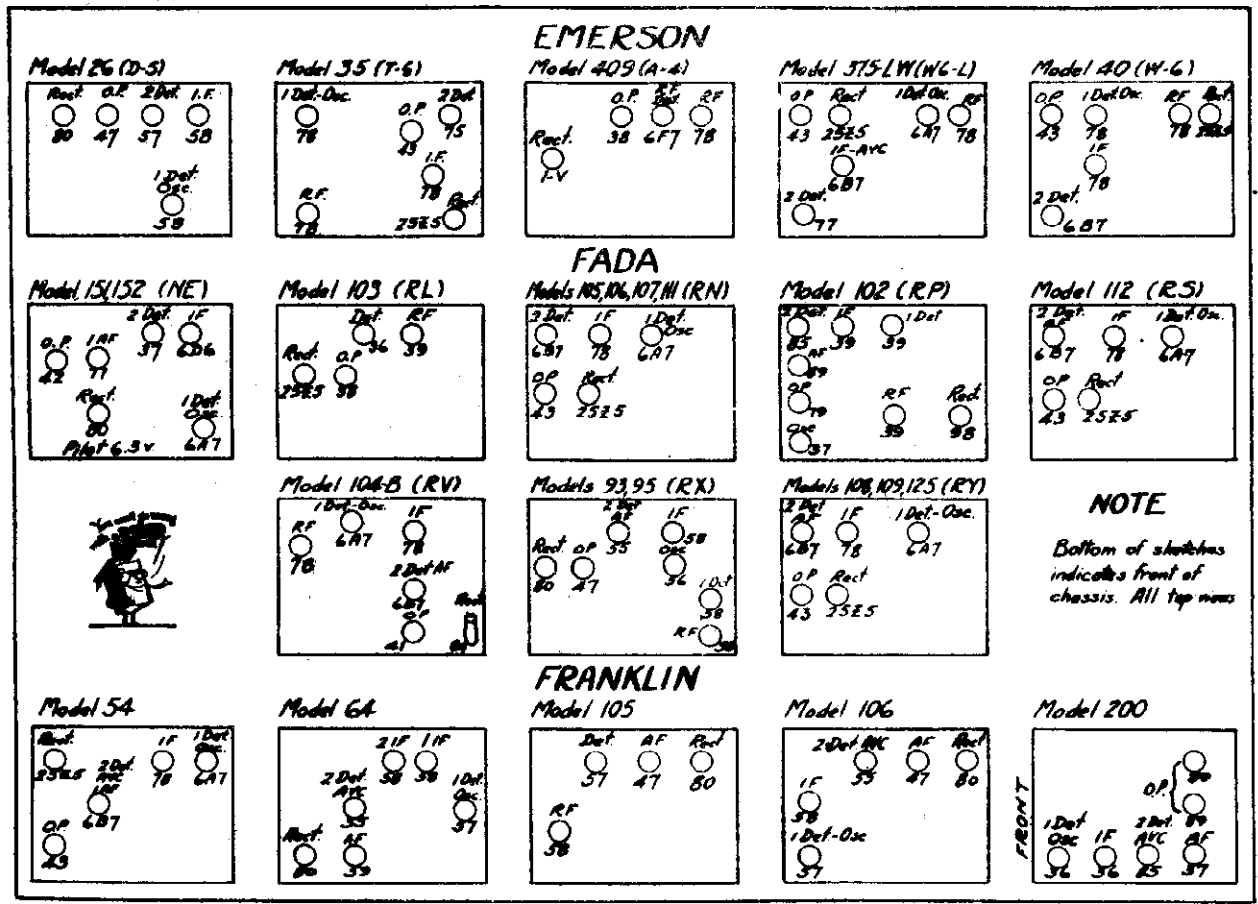 EMERSON
Model 26 (D-5)
Rect. O.P. 2 Det. I.F.
80 47 57 58
1 Det.
Osc.
58
Model 35 (T-6)
1 Det.-Osc.
78
O.P.
43
2 Det
75
I.F.
78
R.F.
78
Rect
25Z5
Model 409 (A-4)
O.P.
38
RF
6F7
RF
78
Rect.
1-V
Model 375-LW (W6-L)
O.P Rect 1 Det Osc. RF
43 25Z5 6A7 78
IF-AVC
6B7
2 Det.
77
Model 40 (W-6)
O.P. 1 Det Osc. RF Rect.
43 78 78
IF
78
2 Det.
6B7
FADA
Model 151,152 (NE)
2 Det IF
37 6D6
O.P. 1 AF
42 77
Rect.
80
1 Det.
Osc
6A7
Pilot 6.3 v
Model 103 (RL)
Det. RF
36 39
Rect O.P
25Z5 38
Models 105,106,107,111 (RN)
2 Det. IF 1 Det
Osc
6B7 78 6A7
O.P Rect.
43 25Z5
Model 102 (RP)
2 Det. IF 1 Det
85 39 39
AF
89
OP
79
Osc
37
RF
39
Rect
98
Model 112 (RS)
2 Det. IF 1 Det Osc.
AF
6B7 78 6A7
O.P Rect
43 25Z5
Model 104-B (RV)
1 Det-Osc.
6A7
RF
78
IF
78
2 Det AF
6B7
O.P
41
Rect
Models 93,95 (RX)
2 Det
AF
55
IF
58
Rect. O.P
80 47
Osc
56
1 Det
58
RF
58
Models 108,109,125 (RY)
2 Det
AF IF 1 Det.-Osc.
6B7 78 6A7
O.P Rect
43 25Z5
NOTE
Bottom of sketches
indicates front of
chassis. All top views
FRANKLIN
Model 54
Rect.
25Z5
IF
78
1 Det
Osc.
6A7
2 Det.
AVC
1 AF
6B7
O.P.
43
Model 64
2 IF 1 IF
58 58
2 Det.
AVC
55
1 Det.
Osc.
57
Rect. AF
80 59
Model 105
Det. AF Rect
57 47 80
RF
58
Model 106
2 Det AVC AF Rect
55 47 80
IF
58
1 Det-Osc
57
Model 200
FRONT
O.P.
89
89
1 Det
Osc IF
36 36
2 Det.
AVC AF
85 37